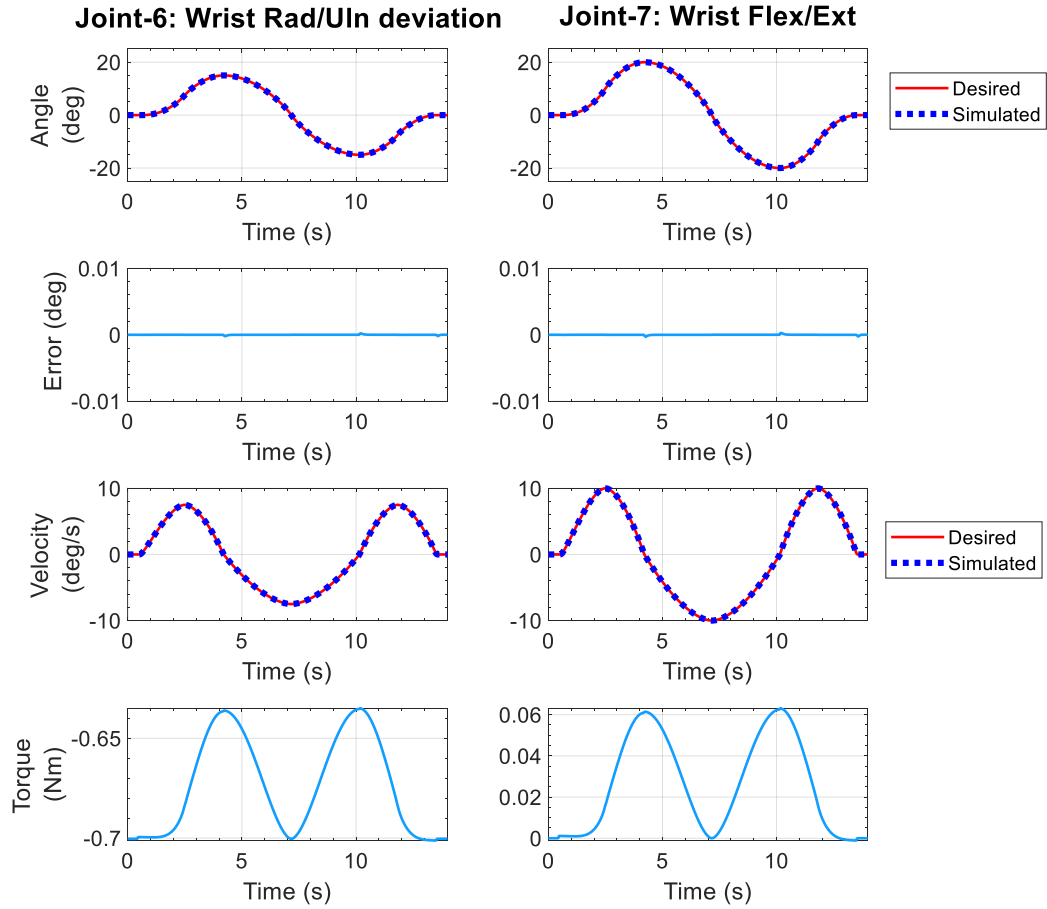 Joint-6: Wrist Rad/Uln deviation
Joint-7: Wrist Flex/Ext
Angle
(deg)
20
0
-20
0
5
10
Time (s)
20
0
-20
0
5
10
Time (s)
Desired
Simulated
Error (deg)
0.01
0
-0.01
0
5
10
Time (s)
0.01
0
-0.01
0
5
10
Time (s)
Velocity
(deg/s)
10
0
-10
0
5
10
Time (s)
10
0
-10
0
5
10
Time (s)
Desired
Simulated
Torque
(Nm)
-0.65
-0.7
0
5
10
Time (s)
0.06
0.04
0.02
0
0
5
10
Time (s)